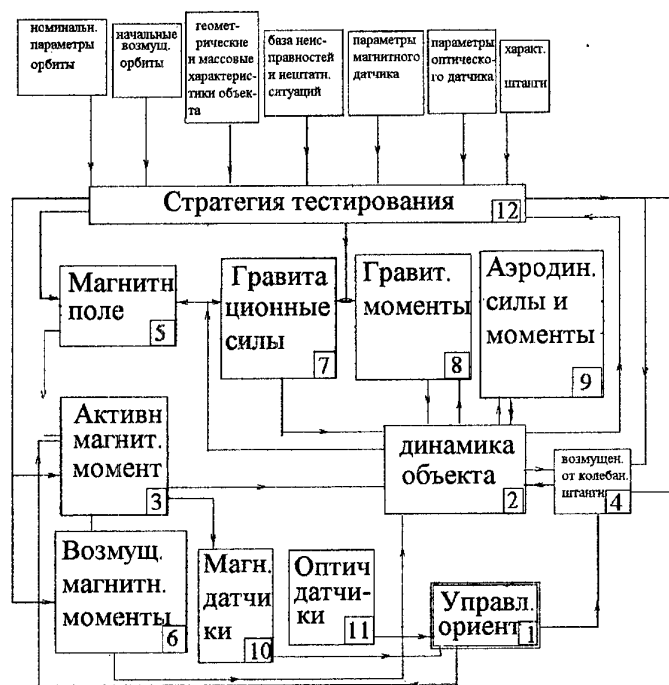 номинальн.
параметры
орбиты
начальные
возмущ.
орбиты
геомет-
рические
и массовые
характерис-
тики объек-
та
база неис-
правностей
и нештатн.
ситуаций
параметры
магнитного
датчика
параметры
оптическо-
го датчика
характ.
штанги
Стратегия тестирования
12
Магнитн
поле
5
Гравита
ционные
силы
7
Гравит.
моменты
8
Аэродин.
силы и
моменты
9
Активн
магнит.
момент
3
динамика
объекта
2
возмущен.
от колебан.
штанги
4
Возмущ.
магнитн.
моменты
6
Магн.
датчи
ки
10
Оптич
датчи-
ки
11
Управл.
ориент
1